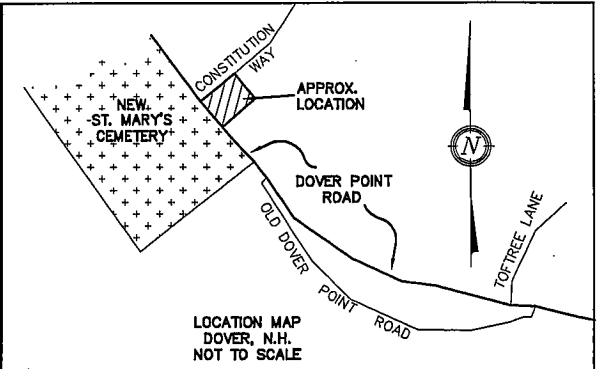 CONSTITUTION
WAY
NEW
ST. MARY'S
CEMETERY
APPROX.
LOCATION
N
DOVER POINT
ROAD
OLD DOVER POINT ROAD
TOFTREE LANE
LOCATION MAP
DOVER, N.H.
NOT TO SCALE